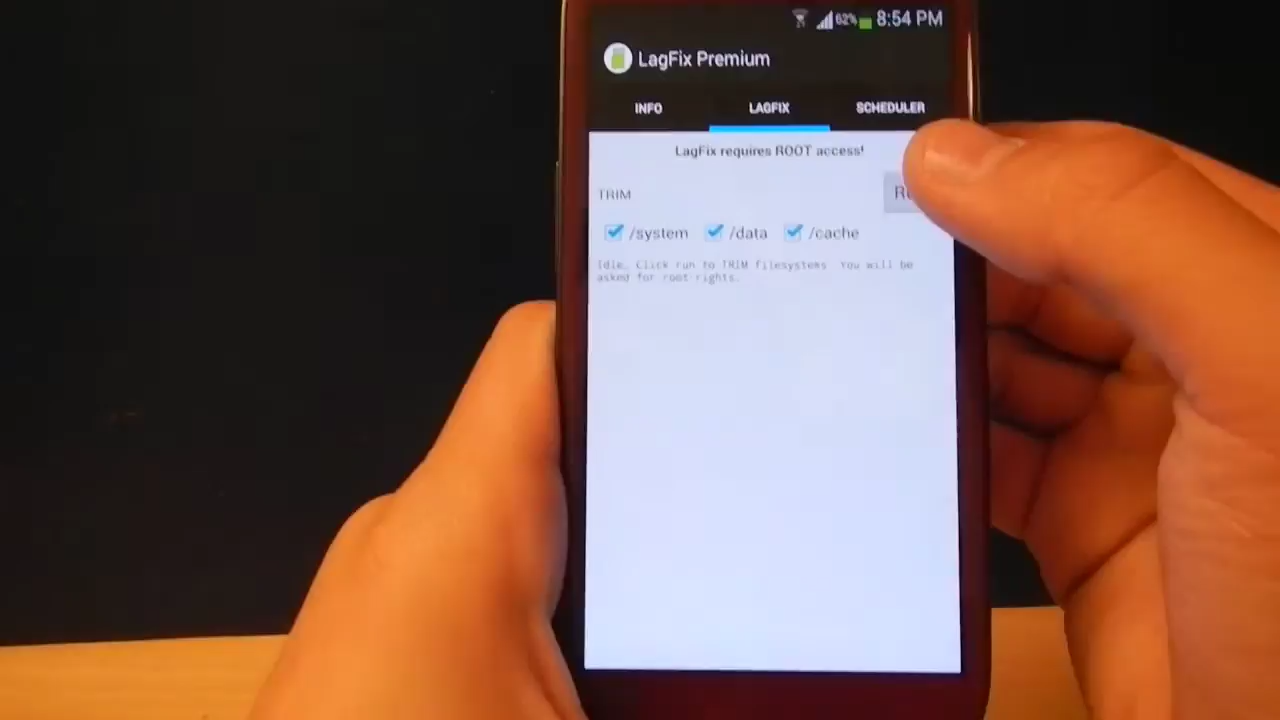 62% 8:54 PM
LagFix Premium
INFO LAGFIX SCHEDULER
LagFix requires ROOT access!
TRIM
/system /data /cache
Idle. Click run to TRIM filesystems. You will be
asked for root rights.